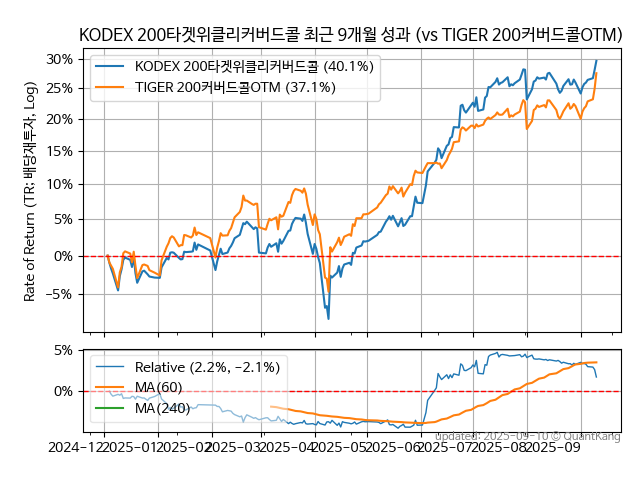 KODEX 200타겟위클리커버드콜 최근 9개월 성과 (vs TIGER 200커버드콜OTM)
Rate of Return (TR: 배당재투자, Log)
30%
25%
20%
15%
10%
5%
0%
−5%
KODEX 200타겟위클리커버드콜 (40.1%)
TIGER 200커버드콜OTM (37.1%)
5%
0%
Relative (2.2%, −2.1%)
MA(60)
MA(240)
updated: 2025-09-10 © QuantKang
2024-12 2025-01 2025-02 2025-03 2025-04 2025-05 2025-06 2025-07 2025-08 2025-09